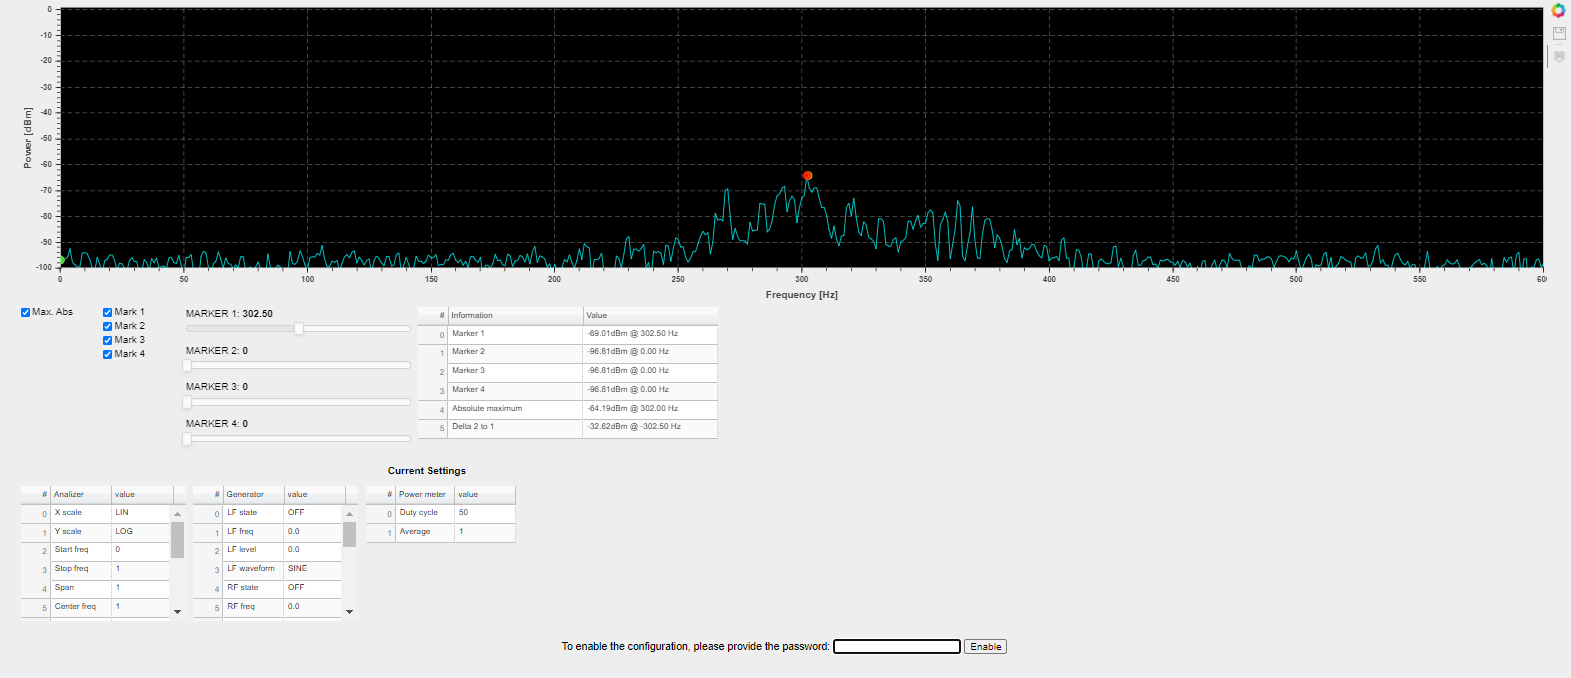 0
-10
-20
-30
-40
-50
-60
-70
-80
-90
-100
Power [dBm]
0 50 100 150 200 250 300 350 400 450 500 550 60
Frequency [Hz]
Max. Abs
Mark 1
Mark 2
Mark 3
Mark 4
MARKER 1: 302.50
MARKER 2: 0
MARKER 3: 0
MARKER 4: 0
# Information Value
0 Marker 1 -69.01dBm @ 302.50 Hz
1 Marker 2 -96.81dBm @ 0.00 Hz
2 Marker 3 -96.81dBm @ 0.00 Hz
3 Marker 4 -96.81dBm @ 0.00 Hz
4 Absolute maximum -64.19dBm @ 302.00 Hz
5 Delta 2 to 1 -32.62dBm @ -302.50 Hz
Current Settings
# Analizer value
0 X scale LIN
1 Y scale LOG
2 Start freq 0
3 Stop freq 1
4 Span 1
5 Center freq 1
# Generator value
0 LF state OFF
1 LF freq 0.0
2 LF level 0.0
3 LF waveform SINE
4 RF state OFF
5 RF freq 0.0
# Power meter value
0 Duty cycle 50
1 Average 1
To enable the configuration, please provide the password: Enable